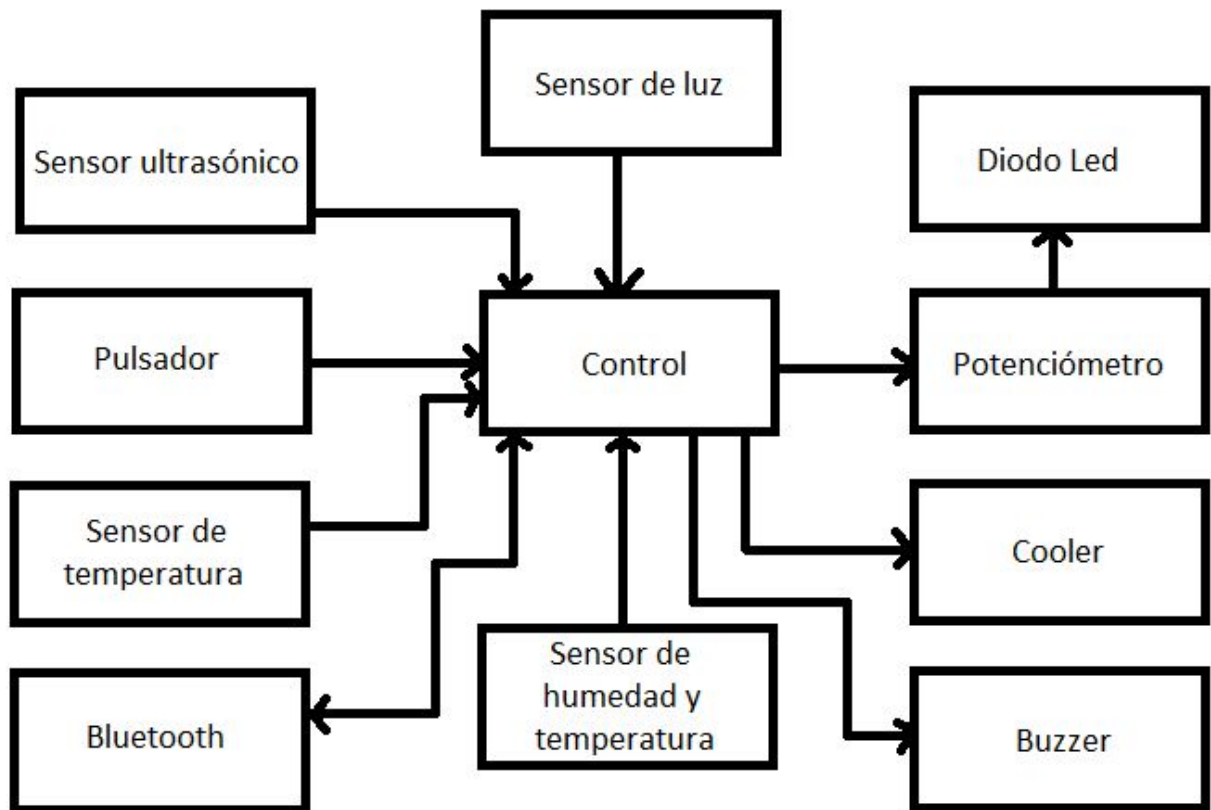 Sensor de luz
Sensor ultrasónico
Diodo Led
Pulsador
Control
Potenciómetro
Sensor de
temperatura
Cooler
Sensor de
humedad y
temperatura
Bluetooth
Buzzer